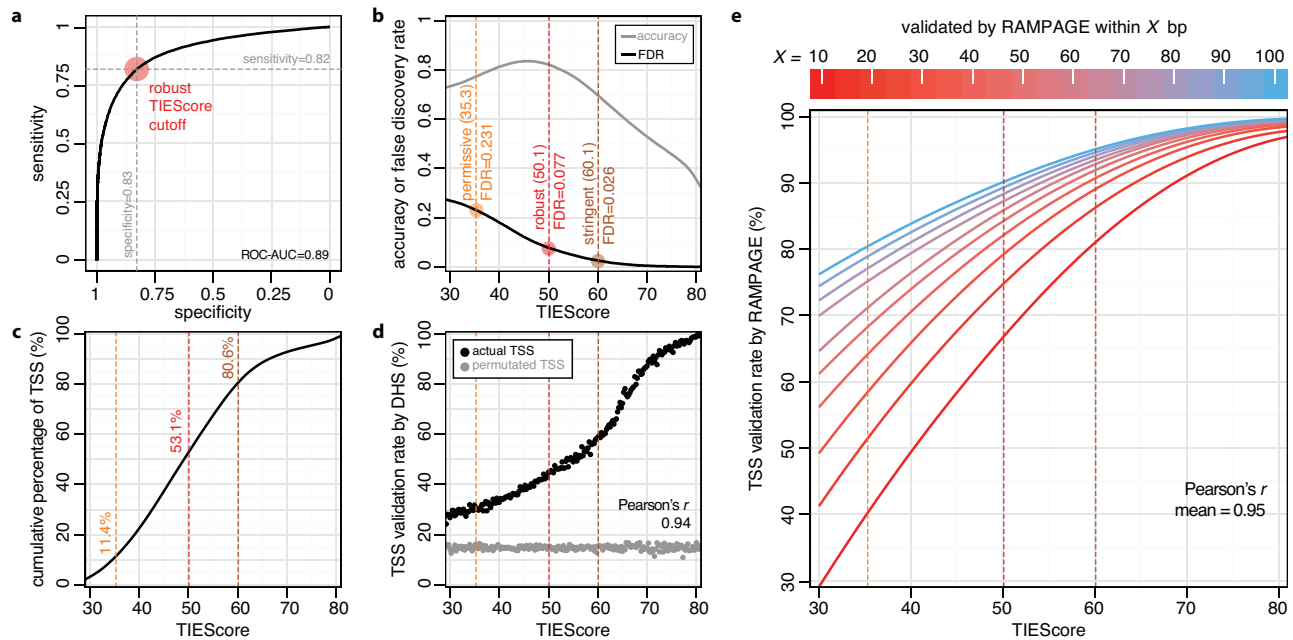 a
1
0.75
0.5
0.25
0
sensitivity
sensitivity=0.82
robust
TIEScore
cutoff
specificity=0.83
ROC-AUC=0.89
1
0.75
0.5
0.25
0
specificity
b
1
0.8
0.6
0.4
0.2
0
accuracy or false discovery rate
accuracy
FDR
permissive (35.3)
FDR=0.231
robust (50.1)
FDR=0.077
stringent (60.1)
FDR=0.026
30
40
50
60
70
80
TIEScore
c
100
80
60
40
20
0
cumulative percentage of TSS (%)
11.4%
53.1%
80.6%
30
40
50
60
70
80
TIEScore
d
100
80
60
40
20
0
TSS validation rate by DHS (%)
actual TSS
permutated TSS
Pearson's r
0.94
30
40
50
60
70
80
TIEScore
e
validated by RAMPAGE within X bp
X = 10 20 30 40 50 60 70 80 90 100
100
90
80
70
60
50
40
30
TSS validation rate by RAMPAGE (%)
Pearson's r
mean = 0.95
30
40
50
60
70
80
TIEScore